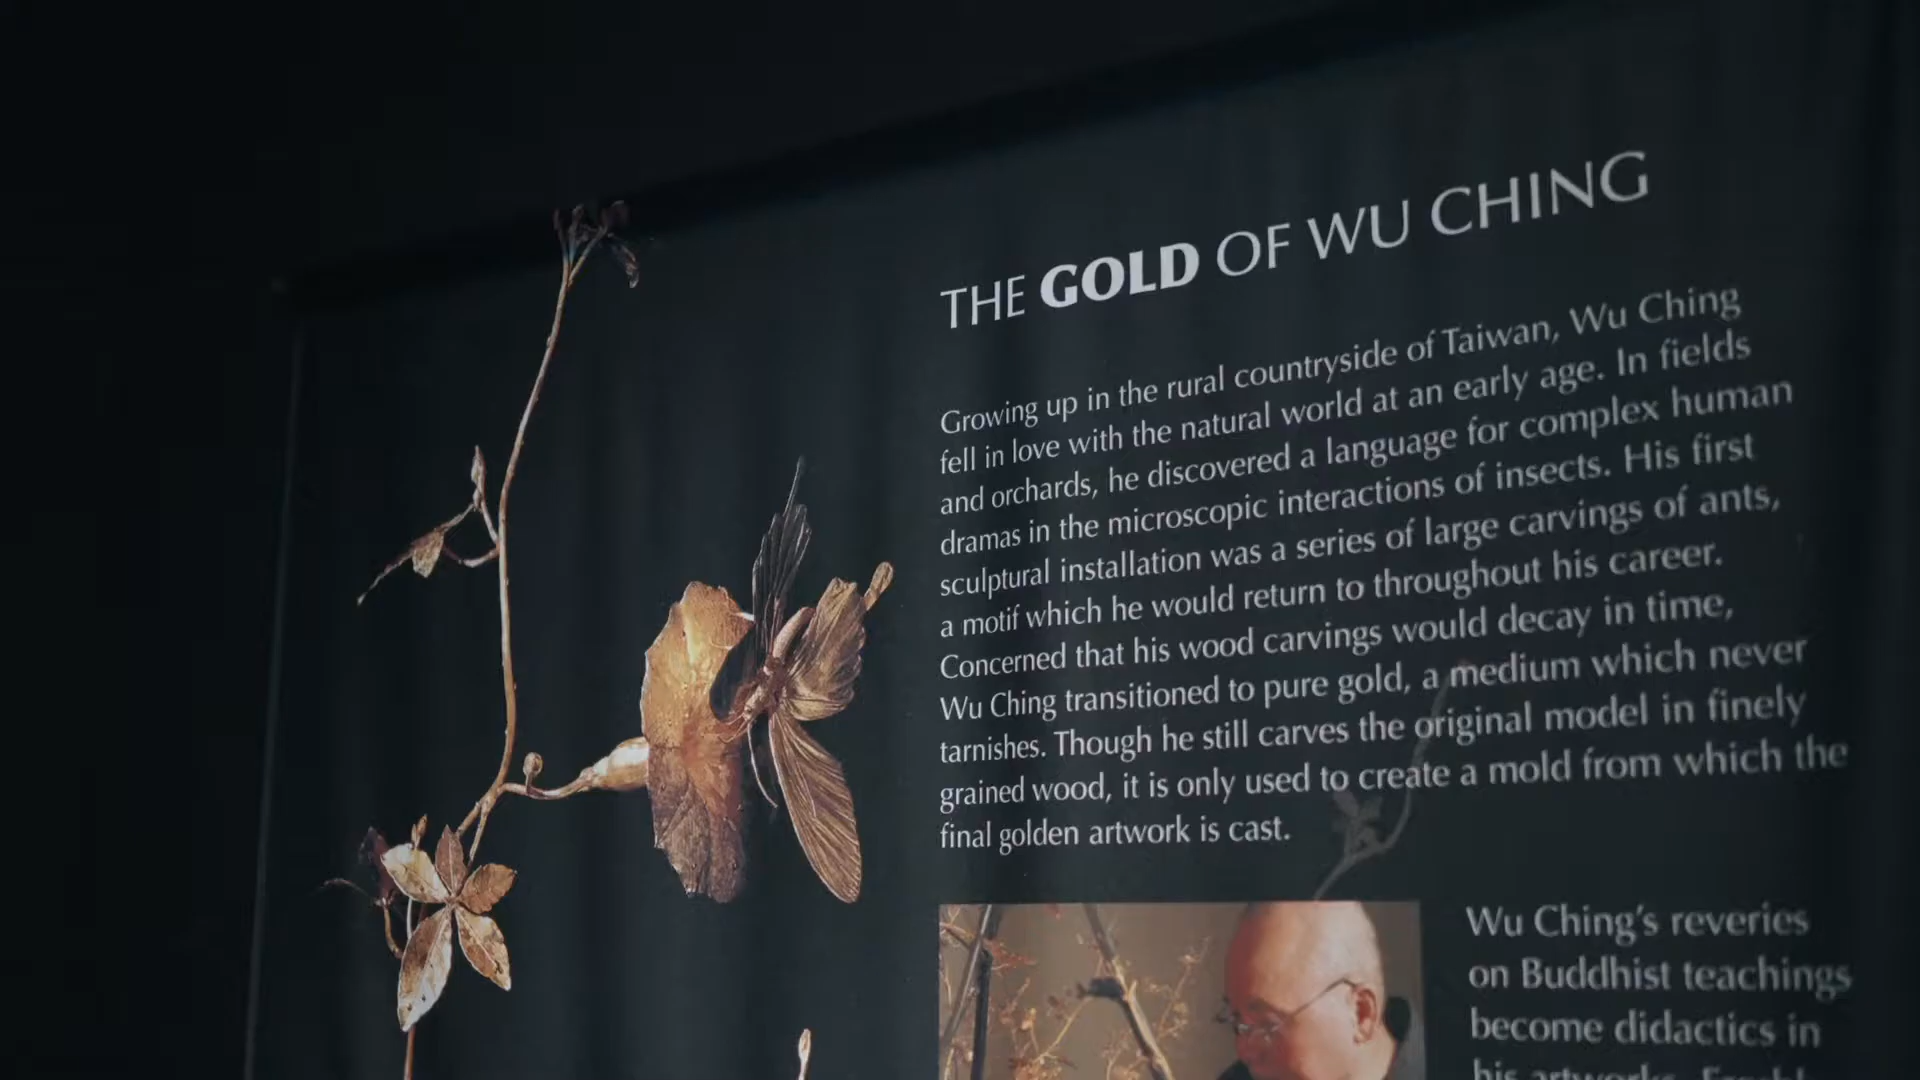 THE GOLD OF WU CHING
Growing up in the rural countryside of Taiwan, Wu Ching
fell in love with the natural world at an early age. In fields
and orchards, he discovered a language for complex human
dramas in the microscopic interactions of insects. His first
sculptural installation was a series of large carvings of ants,
a motif which he would return to throughout his career.
Concerned that his wood carvings would decay in time,
Wu Ching transitioned to pure gold, a medium which never
tarnishes. Though he still carves the original model in finely
grained wood, it is only used to create a mold from which the
final golden artwork is cast.
Wu Ching's reveries
on Buddhist teachings
become didactics in
his artworks.